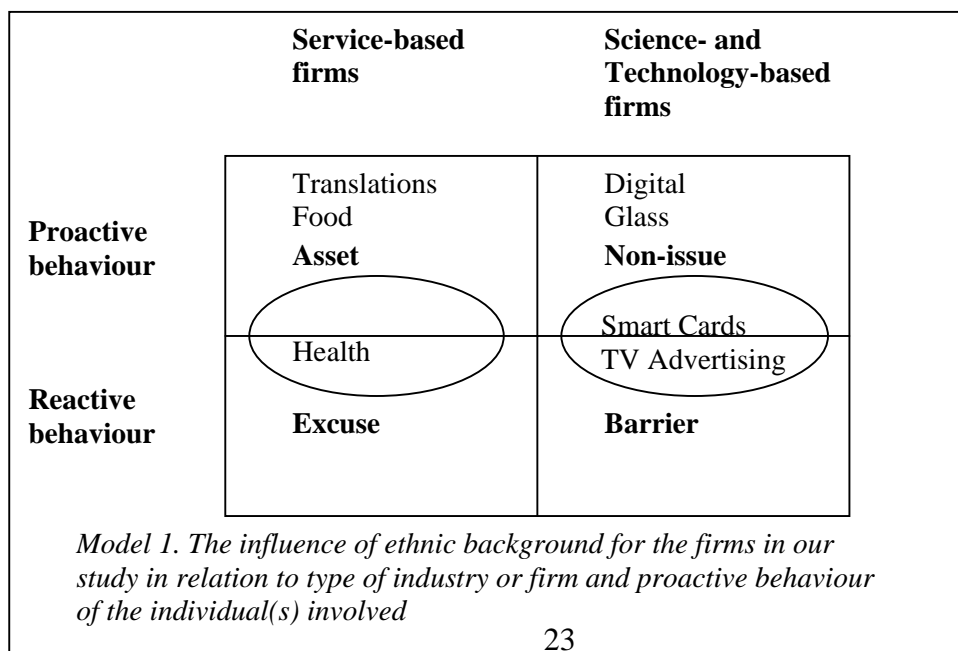 Service-based
firms
Science- and
Technology-based
firms
Proactive
behaviour
Translations
Food
Asset
Digital
Glass
Non-issue
Smart Cards
TV Advertising
Health
Reactive
behaviour
Excuse
Barrier
Model 1. The influence of ethnic background for the firms in our
study in relation to type of industry or firm and proactive behaviour
of the individual(s) involved
23